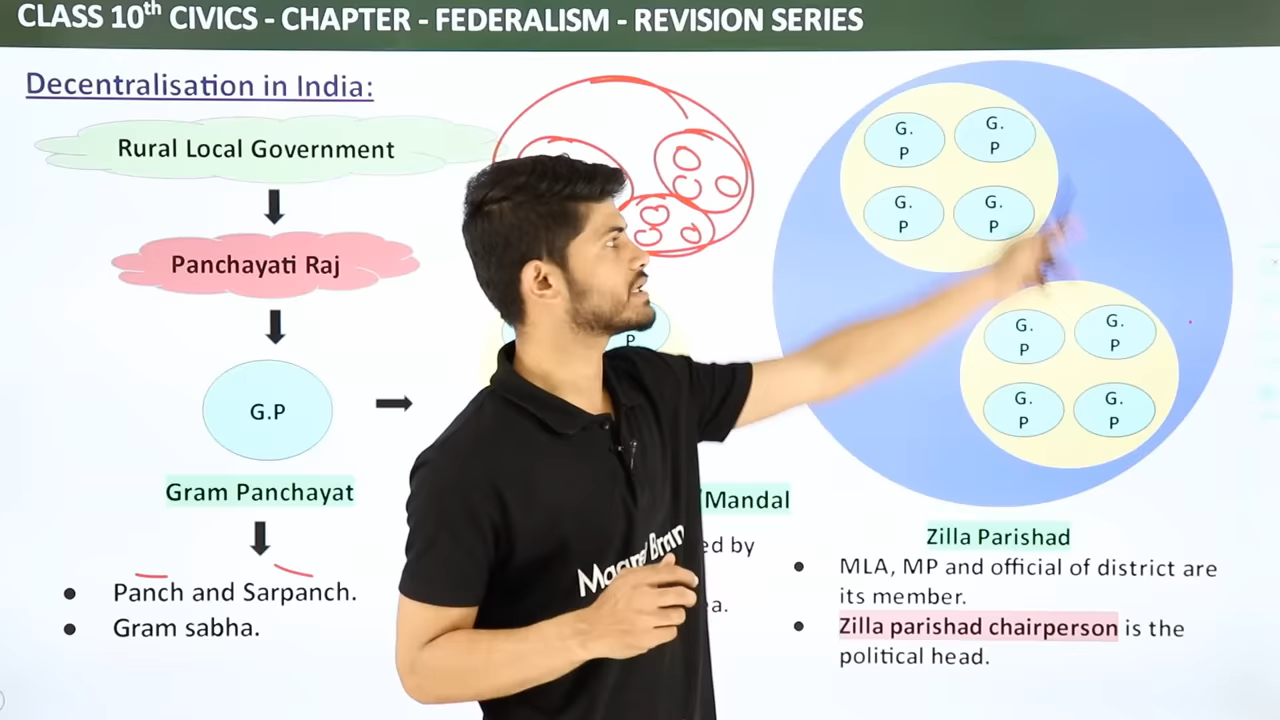 CLASS 10th CIVICS - CHAPTER - FEDERALISM - REVISION SERIES
Decentralisation in India:
Rural Local Government
Panchayati Raj
G.P
Gram Panchayat
• Panch and Sarpanch.
• Gram sabha.
P
/Mandal
ed by
ea.
G.
P
G.
P
G.
P
G.
P
G.
P
G.
P
G.
P
G.
P
Zilla Parishad
• MLA, MP and official of district are
its member.
• Zilla parishad chairperson is the
political head.